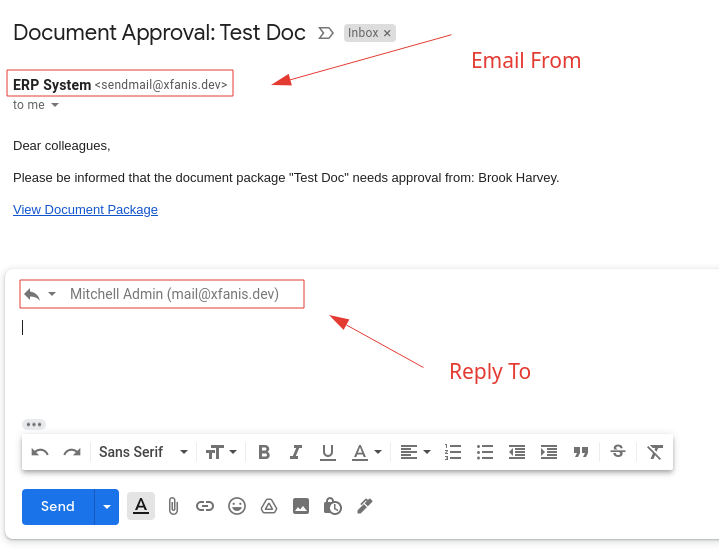 Document Approval: Test Doc
Inbox ×
Email From
ERP System <sendmail@xfanis.dev>
to me
Dear colleagues,
Please be informed that the document package "Test Doc" needs approval from: Brook Harvey.
View Document Package
Mitchell Admin (mail@xfanis.dev)
Reply To
Sans Serif
B I U A
S
Send
A